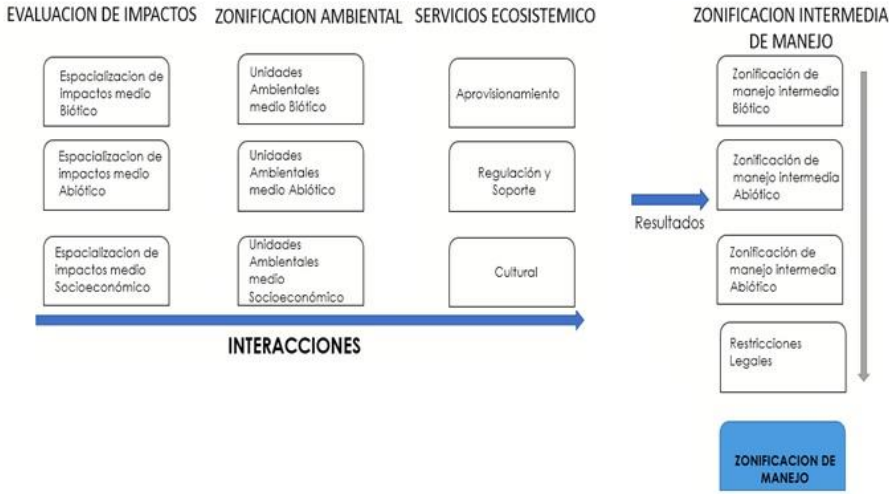 EVALUACION DE IMPACTOS
ZONIFICACION AMBIENTAL
SERVICIOS ECOSISTEMICO
ZONIFICACION INTERMEDIA
DE MANEJO
Espacialización de
impactos medio
Biótico
Unidades
Ambientales
medio Biótico
Aprovisionamiento
Zonificación de
manejo intermedia
Biótico
Espacialización de
impactos medio
Abiótico
Unidades
Ambientales
medio Abiótico
Regulación y
Soporte
Resultados
Zonificación de
manejo intermedia
Abiótico
Espacializacion de
impactos medio
Socioeconómico
Unidades
Ambientales
medio
Socioeconómico
Cultural
Zonificación de
manejo intermedia
Abiótico
INTERACCIONES
Restricciones
Legales
ZONIFICACION DE
MANEJO